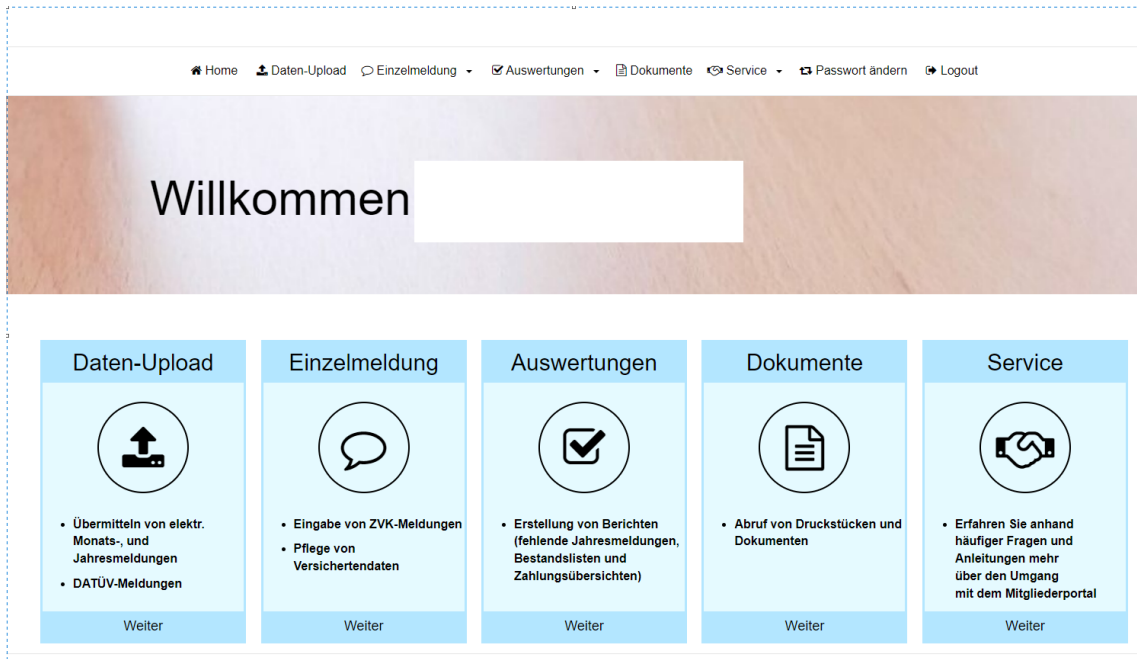 Home Daten-Upload Einzelmeldung Auswertungen Dokumente Service Passwort ändern Logout
Willkommen
Daten-Upload
Übermitteln von elektr.
Monats-, und
Jahresmeldungen
DATÜV-Meldungen
Weiter
Einzelmeldung
Eingabe von ZVK-Meldungen
Pflege von
Versichertendaten
Weiter
Auswertungen
Erstellung von Berichten
(fehlende Jahresmeldungen,
Bestandslisten und
Zahlungsübersichten)
Weiter
Dokumente
Abruf von Druckstücken und
Dokumenten
Weiter
Service
Erfahren Sie anhand
häufiger Fragen und
Anleitungen mehr
über den Umgang
mit dem Mitgliederportal
Weiter